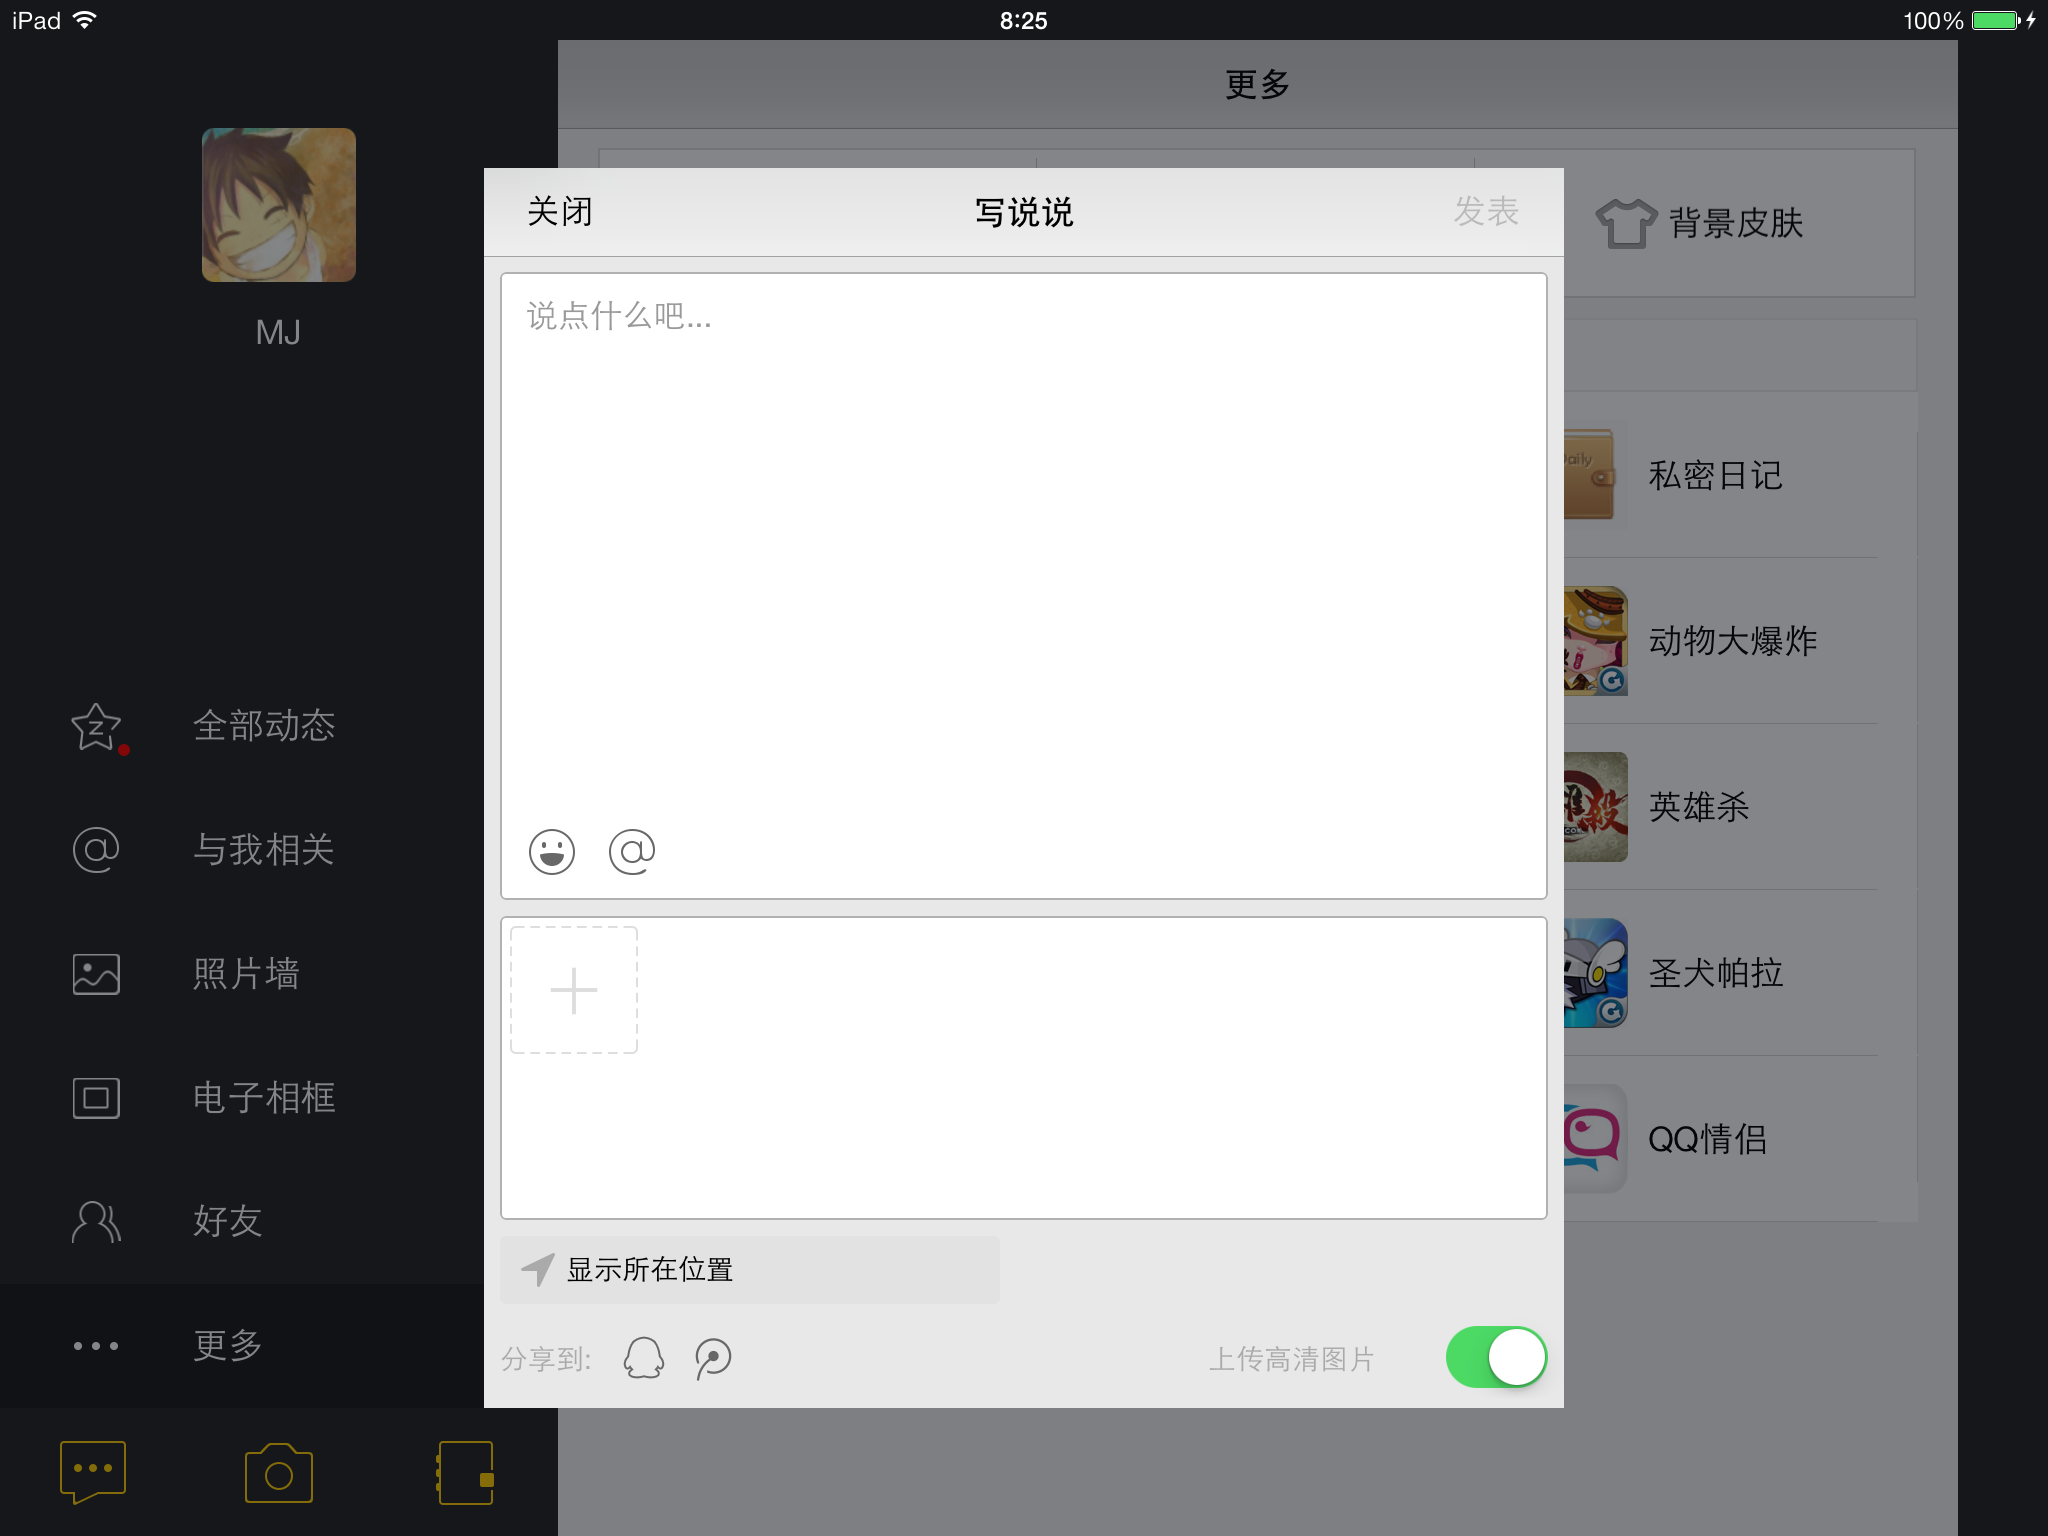 iPad
8:25
100%
更多
MJ
关闭
写说说
发表
背景皮肤
说点什么吧...
Daily
私密日记
动物大爆炸
英雄杀
圣犬帕拉
QQ情侣
全部动态
与我相关
照片墙
电子相框
好友
更多
显示所在位置
分享到:
上传高清图片